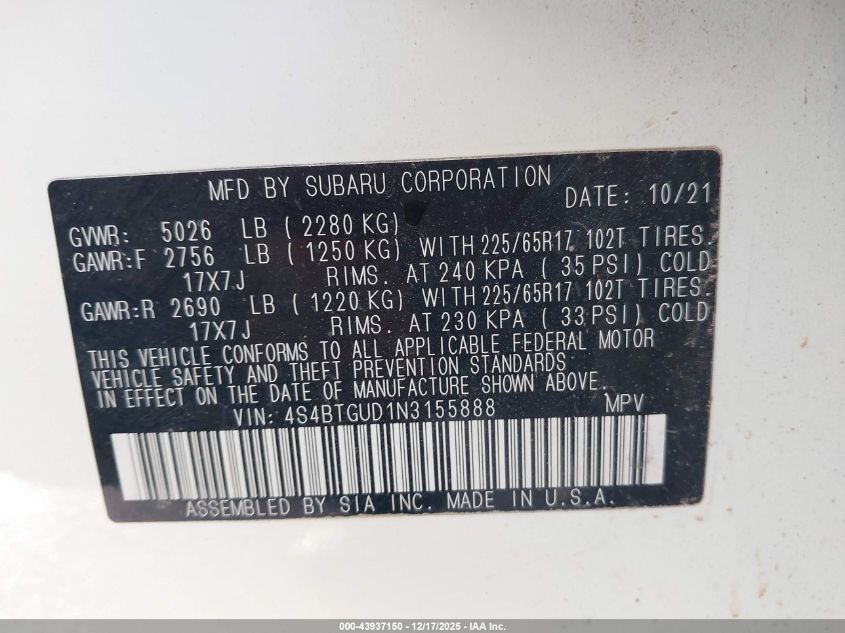 MFD BY SUBARU CORPORATION DATE: 10/21
GVWR: 5026 LB ( 2280 KG)
GAWR:F 2756 LB ( 1250 KG) WITH 225/65R17 102T TIRES.
17X7J RIMS. AT 240 KPA ( 35 PSI) COLD
GAWR:R 2690 LB ( 1220 KG) WITH 225/65R17 102T TIRES.
17X7J RIMS. AT 230 KPA ( 33 PSI) COLD
THIS VEHICLE CONFORMS TO ALL APPLICABLE FEDERAL MOTOR
VEHICLE SAFETY AND THEFT PREVENTION STANDARDS
IN EFFECT ON THE DATE OF MANUFACTURE SHOWN ABOVE.
VIN: 4S4BTGUD1N3155888 MPV
ASSEMBLED BY SIA INC. MADE IN U.S.A.
000-43937150 - 12/17/2025 - IAA Inc.